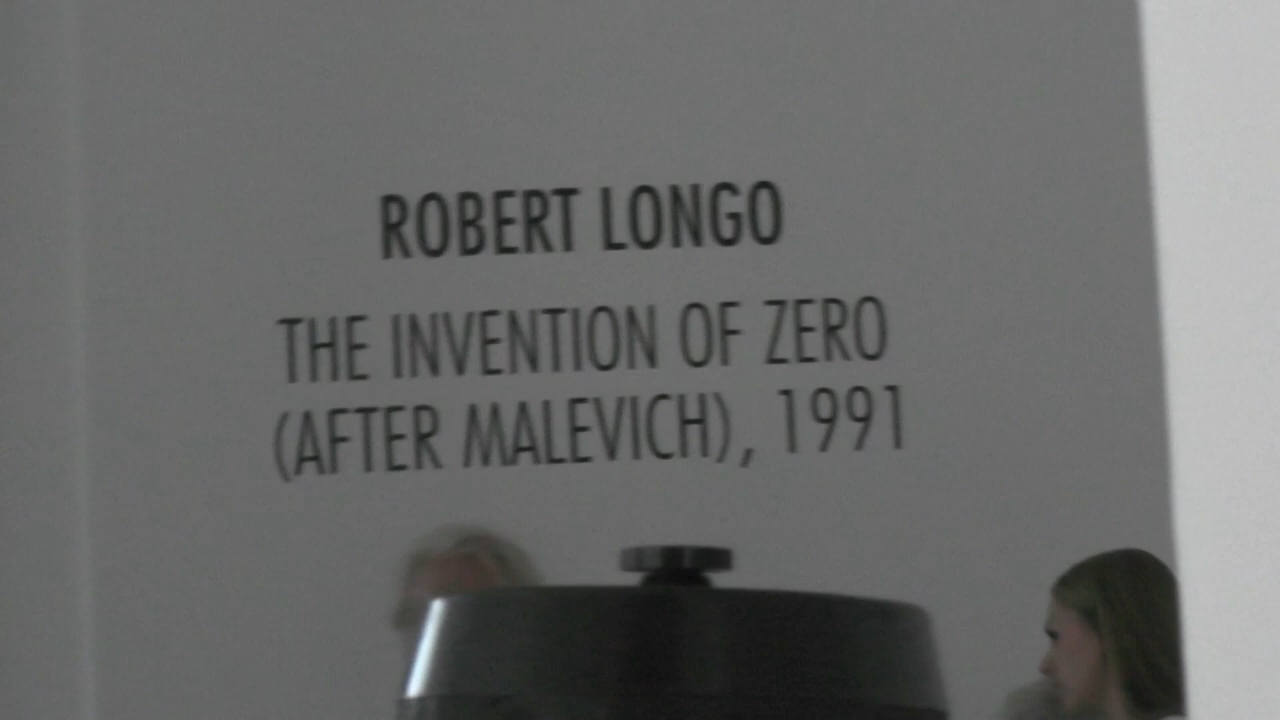 ROBERT LONGO
THE INVENTION OF ZERO
(AFTER MALEVICH), 1991